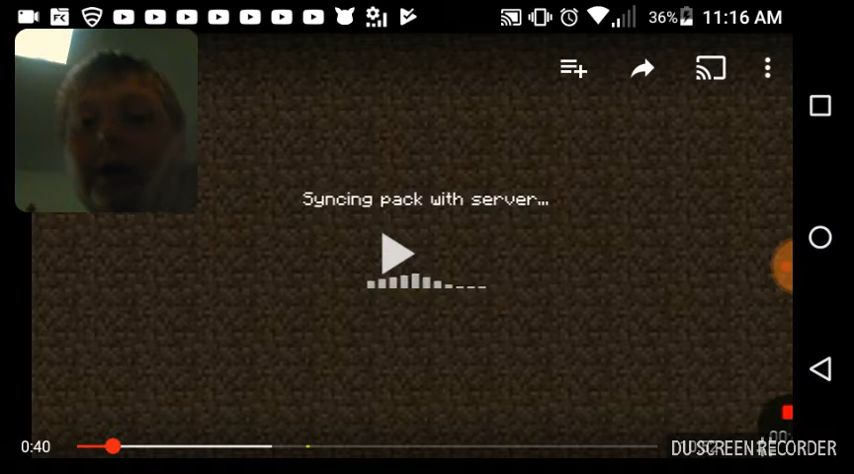 36% 11:16 AM
Syncing pack with server...
0:40
DU SCREEN RECORDER